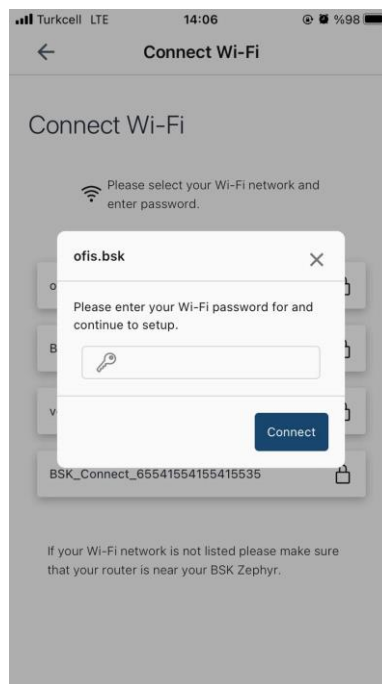 Turkcell LTE 14:06 %98
Connect Wi-Fi
Connect Wi-Fi
Please select your Wi-Fi network and
enter password.
ofis.bsk
Please enter your Wi-Fi password for and
continue to setup.
Connect
BSK_Connect_65541554155415535
If your Wi-Fi network is not listed please make sure
that your router is near your BSK Zephyr.